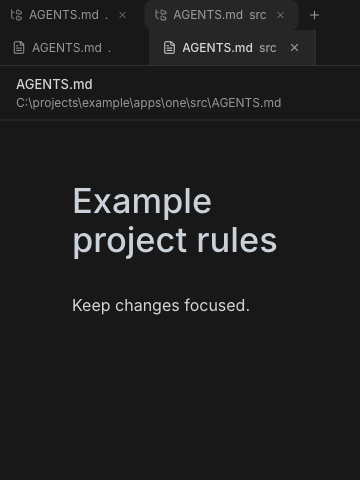 AGENTS.md .
AGENTS.md src
AGENTS.md .
AGENTS.md src
AGENTS.md
C:\projects\example\apps\one\src\AGENTS.md
Example
project rules
Keep changes focused.